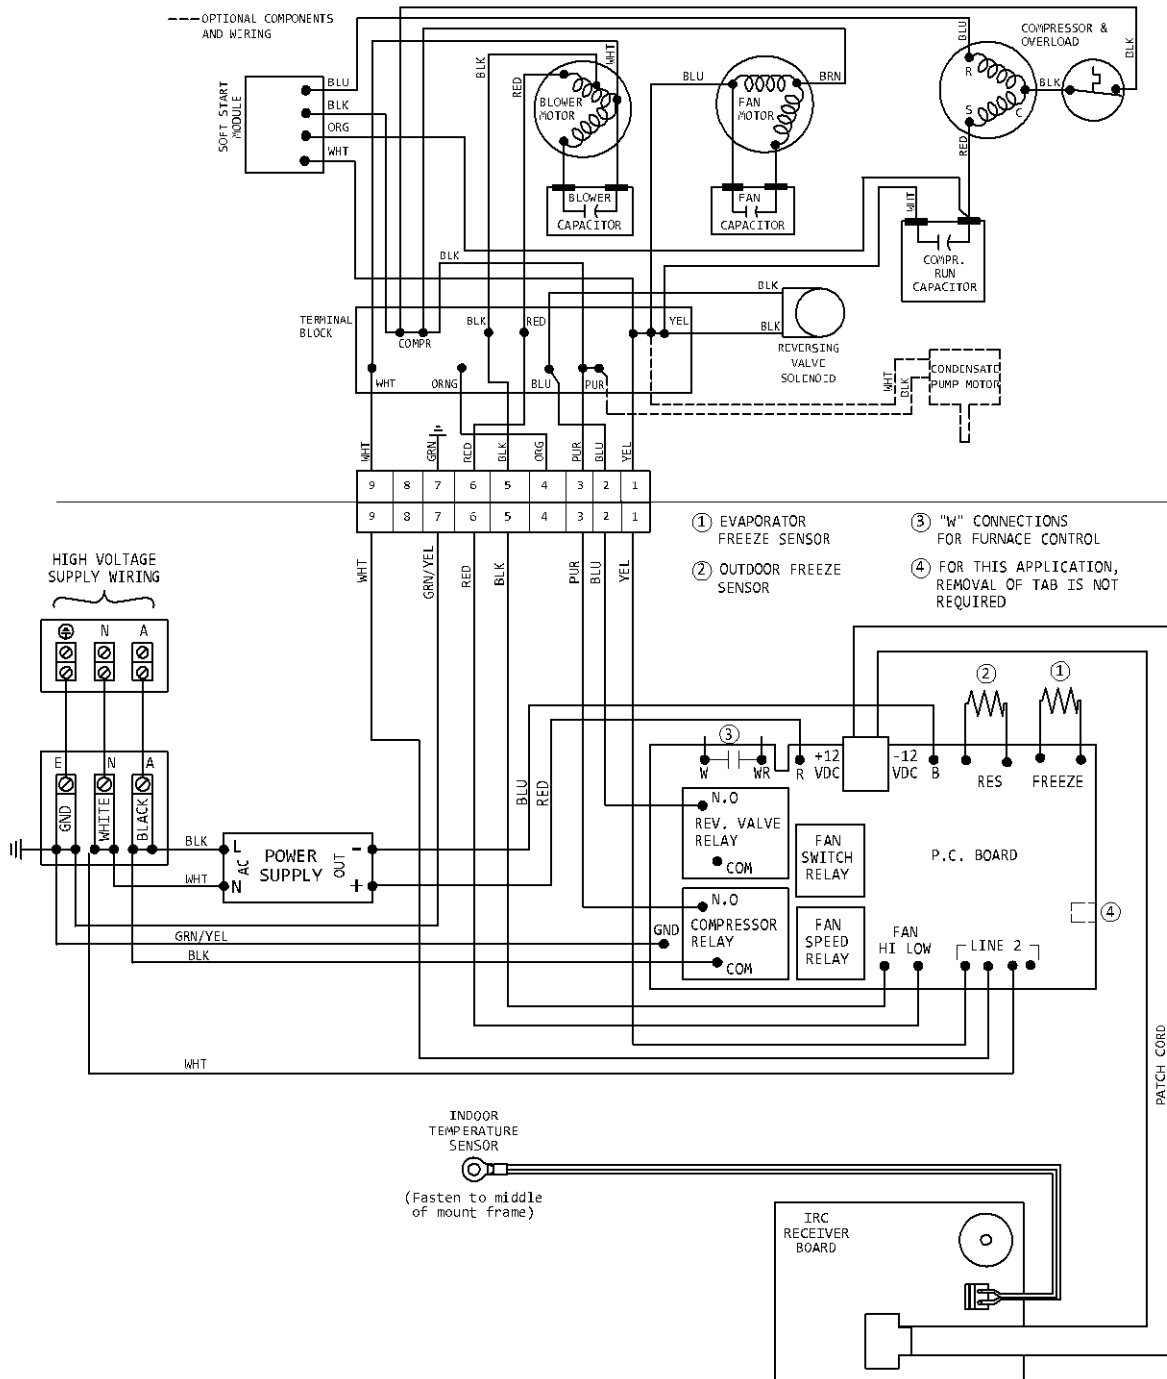 OPTIONAL COMPONENTS
AND WIRING
SOFT START
MODULE
BLU
BLK
ORG
WHT
BLK
RED
WHT
BLOWER
MOTOR
BLU
BRN
FAN
MOTOR
BLU
COMPRESSOR &
OVERLOAD
BLK
R
S
C
BLK
RED
BLOWER
CAPACITOR
FAN
CAPACITOR
WHT
COMPR.
RUN
CAPACITOR
BLK
TERMINAL
BLOCK
COMPR
BLK
RED
YEL
WHT
ORNG
BLU
PUR
BLK
BLK
REVERSING
VALVE
SOLENOID
WHT
BLK
CONDENSATE
PUMP MOTOR
WHT
GRN
RED
BLK
ORG
PUR
BLU
YEL
9 8 7 6 5 4 3 2 1
9 8 7 6 5 4 3 2 1
1 EVAPORATOR
FREEZE SENSOR
2 OUTDOOR FREEZE
SENSOR
3 "W" CONNECTIONS
FOR FURNACE CONTROL
4 FOR THIS APPLICATION,
REMOVAL OF TAB IS NOT
REQUIRED
WHT
GRN/YEL
RED
BLK
PUR
BLU
YEL
HIGH VOLTAGE
SUPPLY WIRING
N A
E N A
GND
WHITE
BLACK
BLK
WHT
L
N
AC
POWER
SUPPLY
OUT
-
+
BLU
RED
GRN/YEL
BLK
WHT
3
W WR
R
+12
VDC
-12
VDC
B
2
RES
1
FREEZE
N.O
REV. VALVE
RELAY
COM
FAN
SWITCH
RELAY
P.C. BOARD
N.O
COMPRESSOR
RELAY
COM
GND
FAN
SPEED
RELAY
FAN
HI LOW
LINE 2
4
PATCH CORD
INDOOR
TEMPERATURE
SENSOR
(Fasten to middle
of mount frame)
IRC
RECEIVER
BOARD